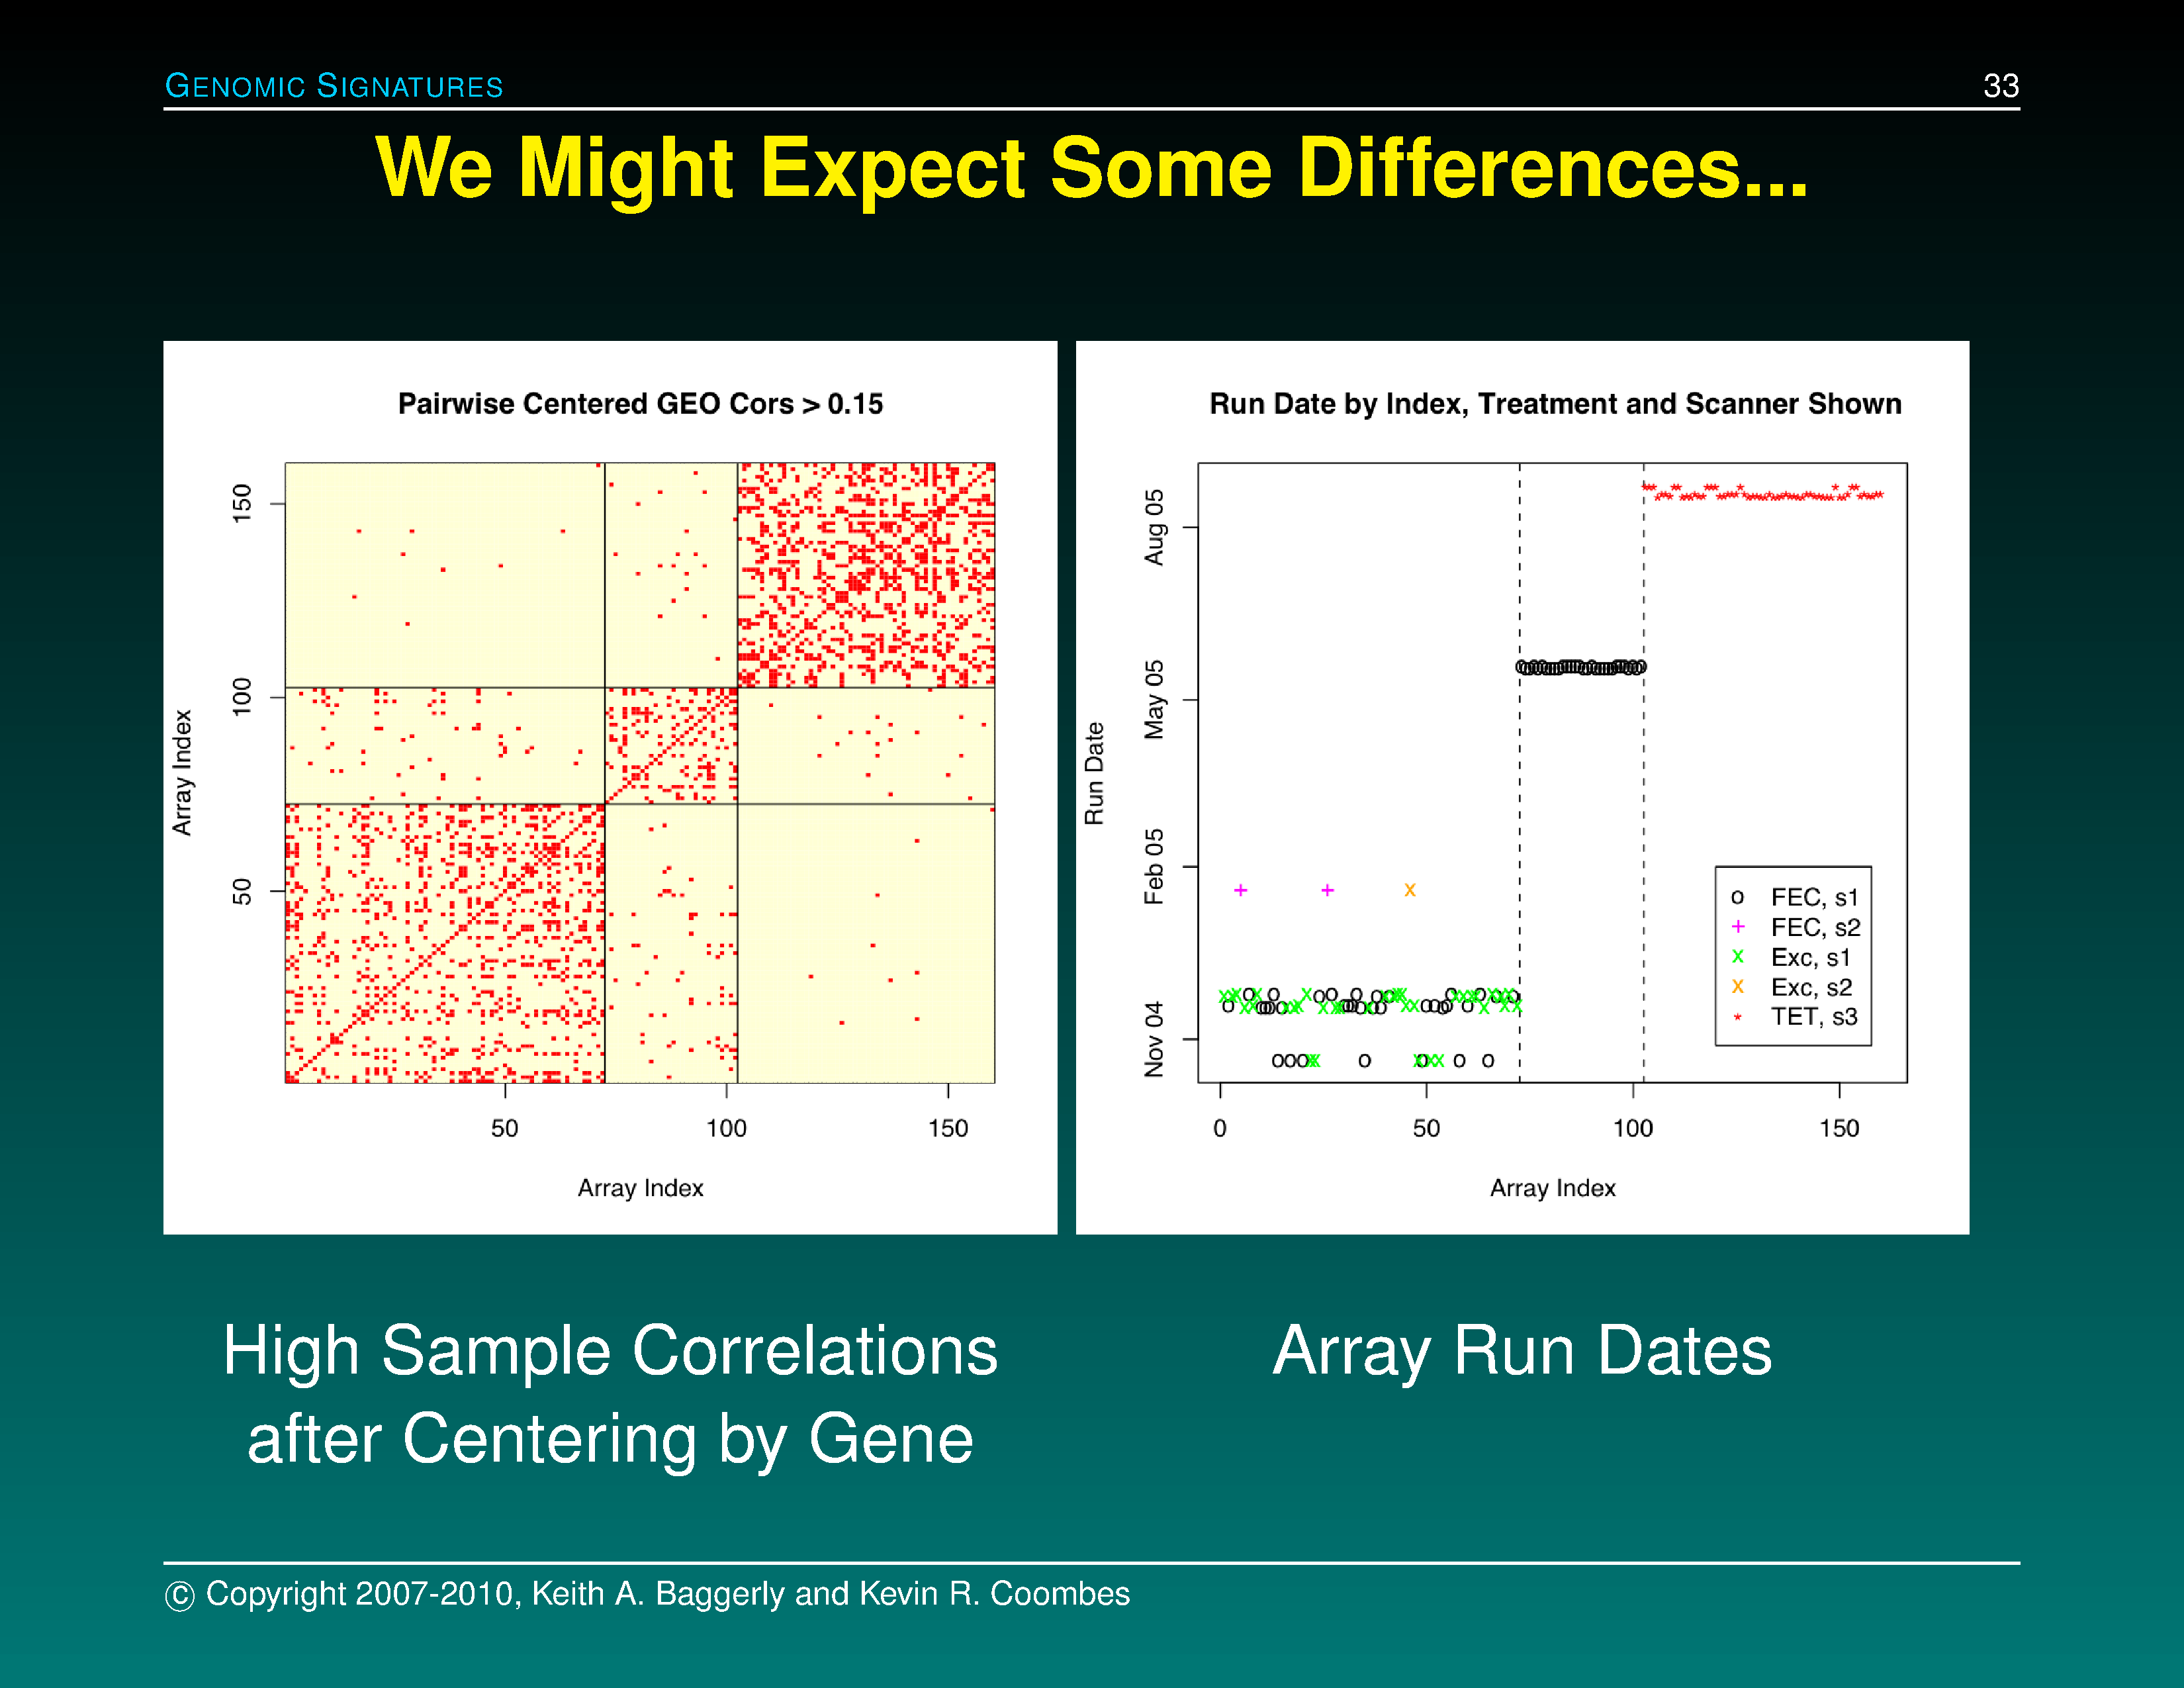 GENOMIC SIGNATURES
33
We Might Expect Some Differences...
Pairwise Centered GEO Cors > 0.15
Array Index
150
100
50
50
100
150
Array Index
Run Date by Index, Treatment and Scanner Shown
Run Date
Aug 05
May 05
Feb 05
Nov 04
o FEC, s1
+ FEC, s2
x Exc, s1
x Exc, s2
* TET, s3
0
50
100
150
Array Index
High Sample Correlations
after Centering by Gene
Array Run Dates
© Copyright 2007-2010, Keith A. Baggerly and Kevin R. Coombes